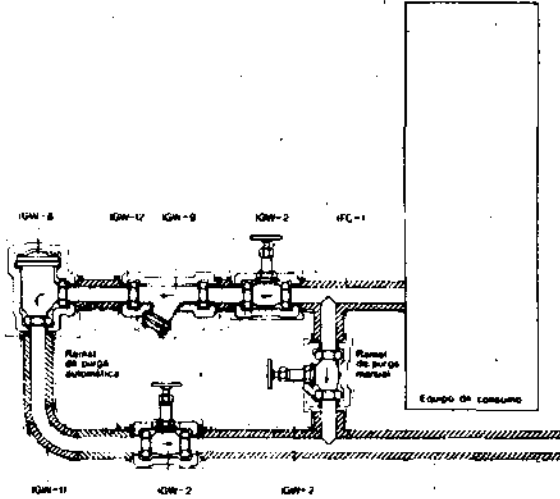 IGW-8
IGW-17
IGW-9
IGW-2
IFC-1
Ramal
de purga
automática
Ramal
de purga
manual
Equipo de consumo
IGW-11
IGW-2
IGW-2